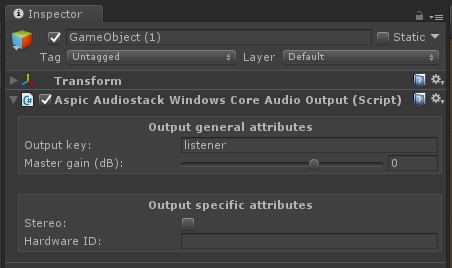 Inspector
GameObject (1)
Static
Tag Untagged Layer Default
Transform
Aspic Audiostack Windows Core Audio Output (Script)
Output general attributes
Output key: listener
Master gain (dB): 0
Output specific attributes
Stereo:
Hardware ID: